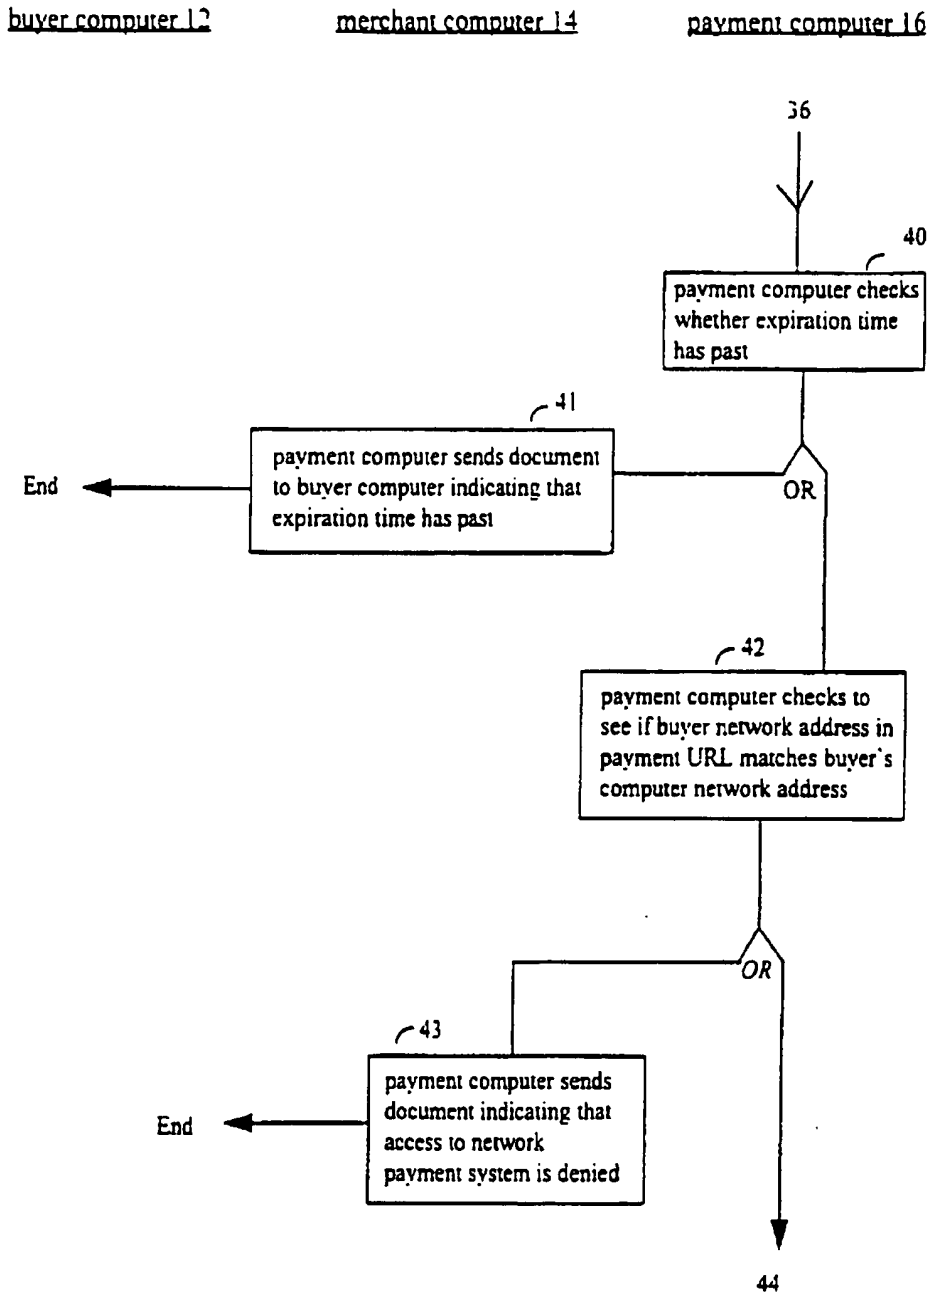 buyer computer 12
merchant computer 14
payment computer 16
36
40
payment computer checks
whether expiration time
has past
41
payment computer sends document
to buyer computer indicating that
expiration time has past
End
OR
42
payment computer checks to
see if buyer network address in
payment URL matches buyer's
computer network address
OR
43
payment computer sends
document indicating that
access to network
payment system is denied
End
44